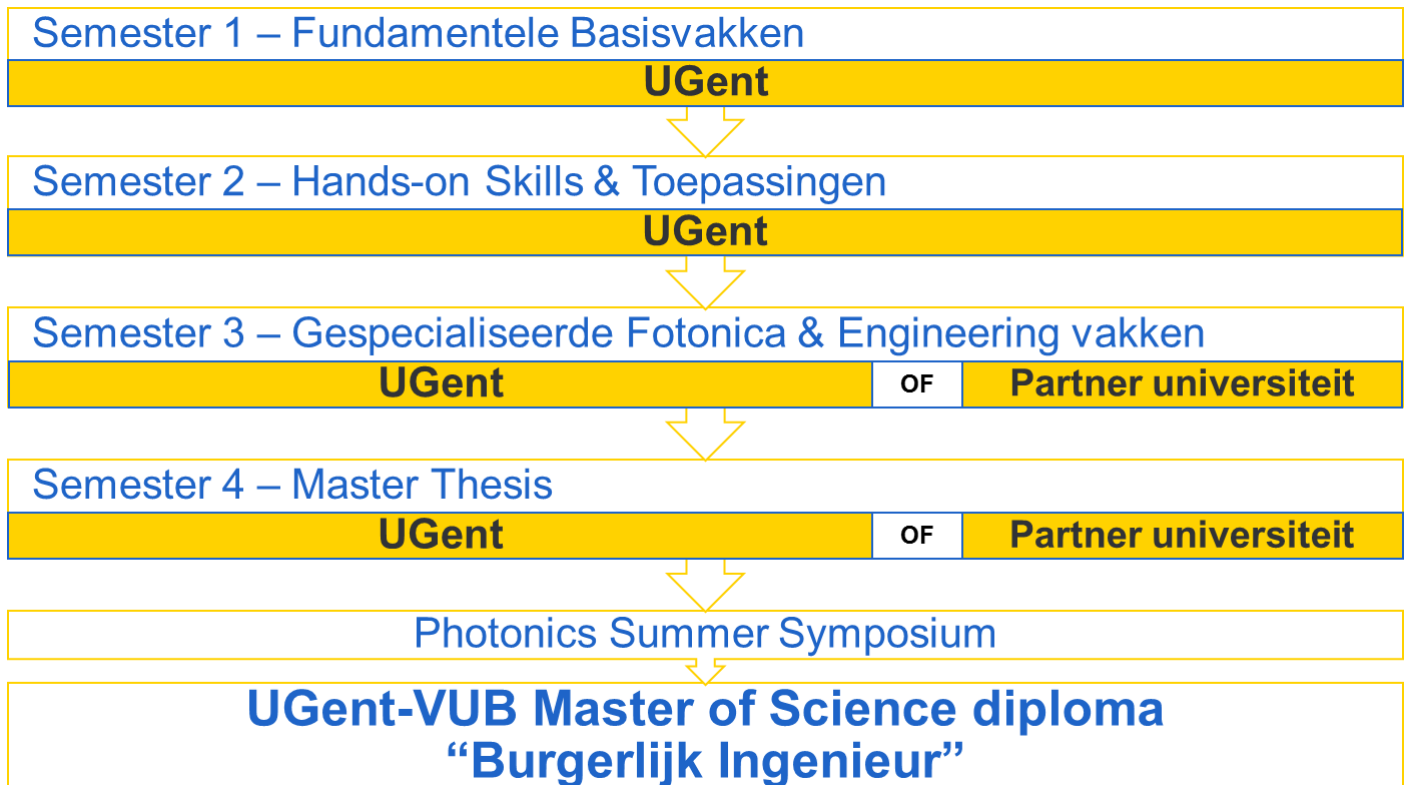 Semester 1 – Fundamentele Basisvakken
UGent
Semester 2 – Hands-on Skills & Toepassingen
UGent
Semester 3 – Gespecialiseerde Fotonica & Engineering vakken
UGent OF Partner universiteit
Semester 4 – Master Thesis
UGent OF Partner universiteit
Photonics Summer Symposium
UGent-VUB Master of Science diploma
“Burgerlijk Ingenieur”